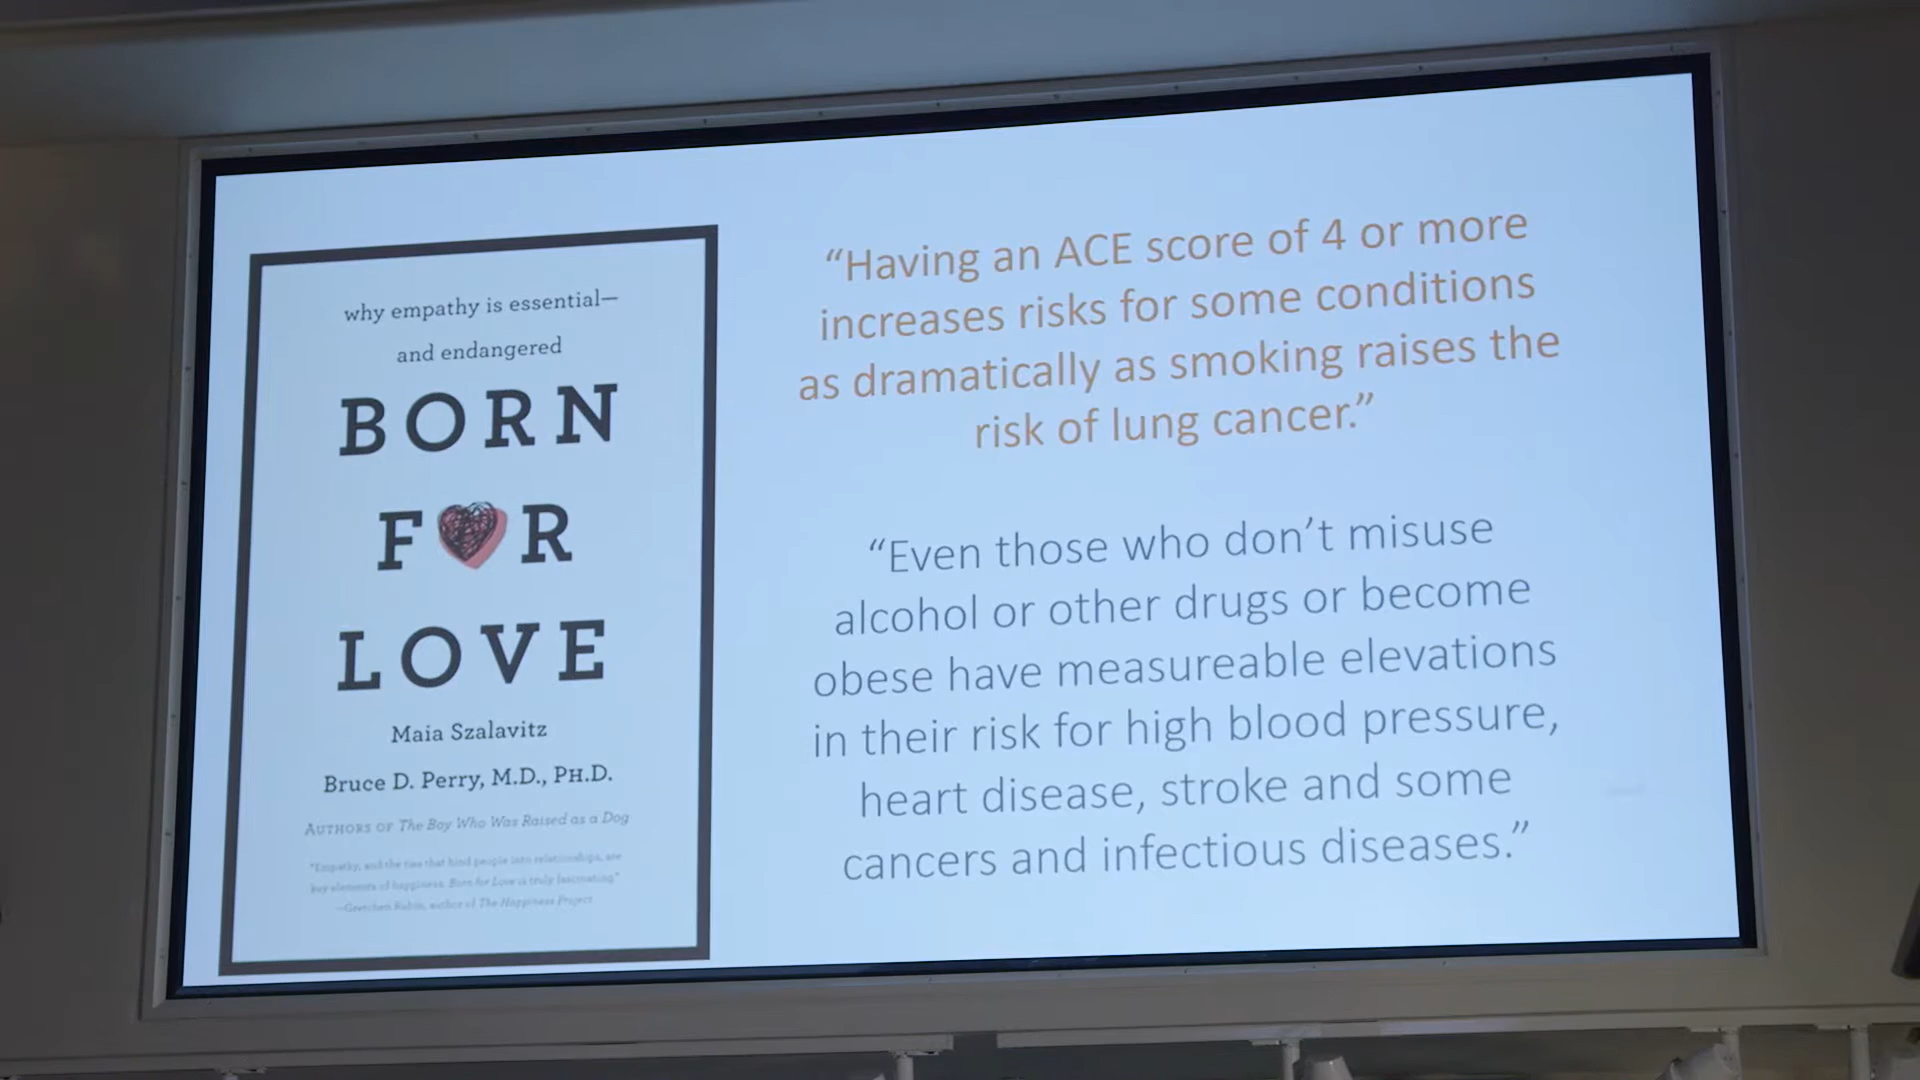 why empathy is essential—
and endangered
BORN
FOR
LOVE
Maia Szalavitz
Bruce D. Perry, M.D., PH.D.
AUTHORS OF The Boy Who Was Raised as a Dog
"Empathy, and the ties that bind people into relationships, are
key elements of happiness. Born for Love is truly fascinating"
—Gretchen Rubin, author of The Happiness Project
“Having an ACE score of 4 or more
increases risks for some conditions
as dramatically as smoking raises the
risk of lung cancer.”
“Even those who don’t misuse
alcohol or other drugs or become
obese have measureable elevations
in their risk for high blood pressure,
heart disease, stroke and some
cancers and infectious diseases.”